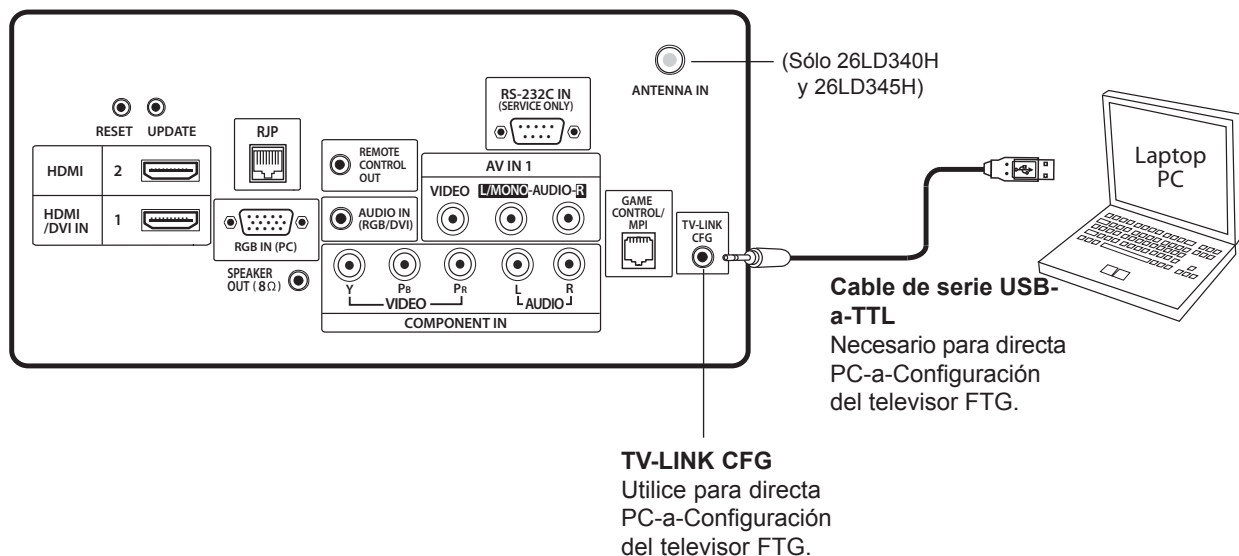 (Sólo 26LD340H
y 26LD345H)
ANTENNA IN
RS-232C IN
(SERVICE ONLY)
RESET UPDATE
RJP
REMOTE
CONTROL
OUT
AV IN 1
HDMI 2
VIDEO L/MONO-AUDIO-R
Laptop
PC
HDMI
/DVI IN 1
AUDIO IN
(RGB/DVI)
GAME
CONTROL/
MPI
TV-LINK
CFG
RGB IN (PC)
SPEAKER
OUT (8Ω)
Y PB PR L R
VIDEO AUDIO
COMPONENT IN
Cable de serie USB-
a-TTL
Necesario para directa
PC-a-Configuración
del televisor FTG.
TV-LINK CFG
Utilice para directa
PC-a-Configuración
del televisor FTG.